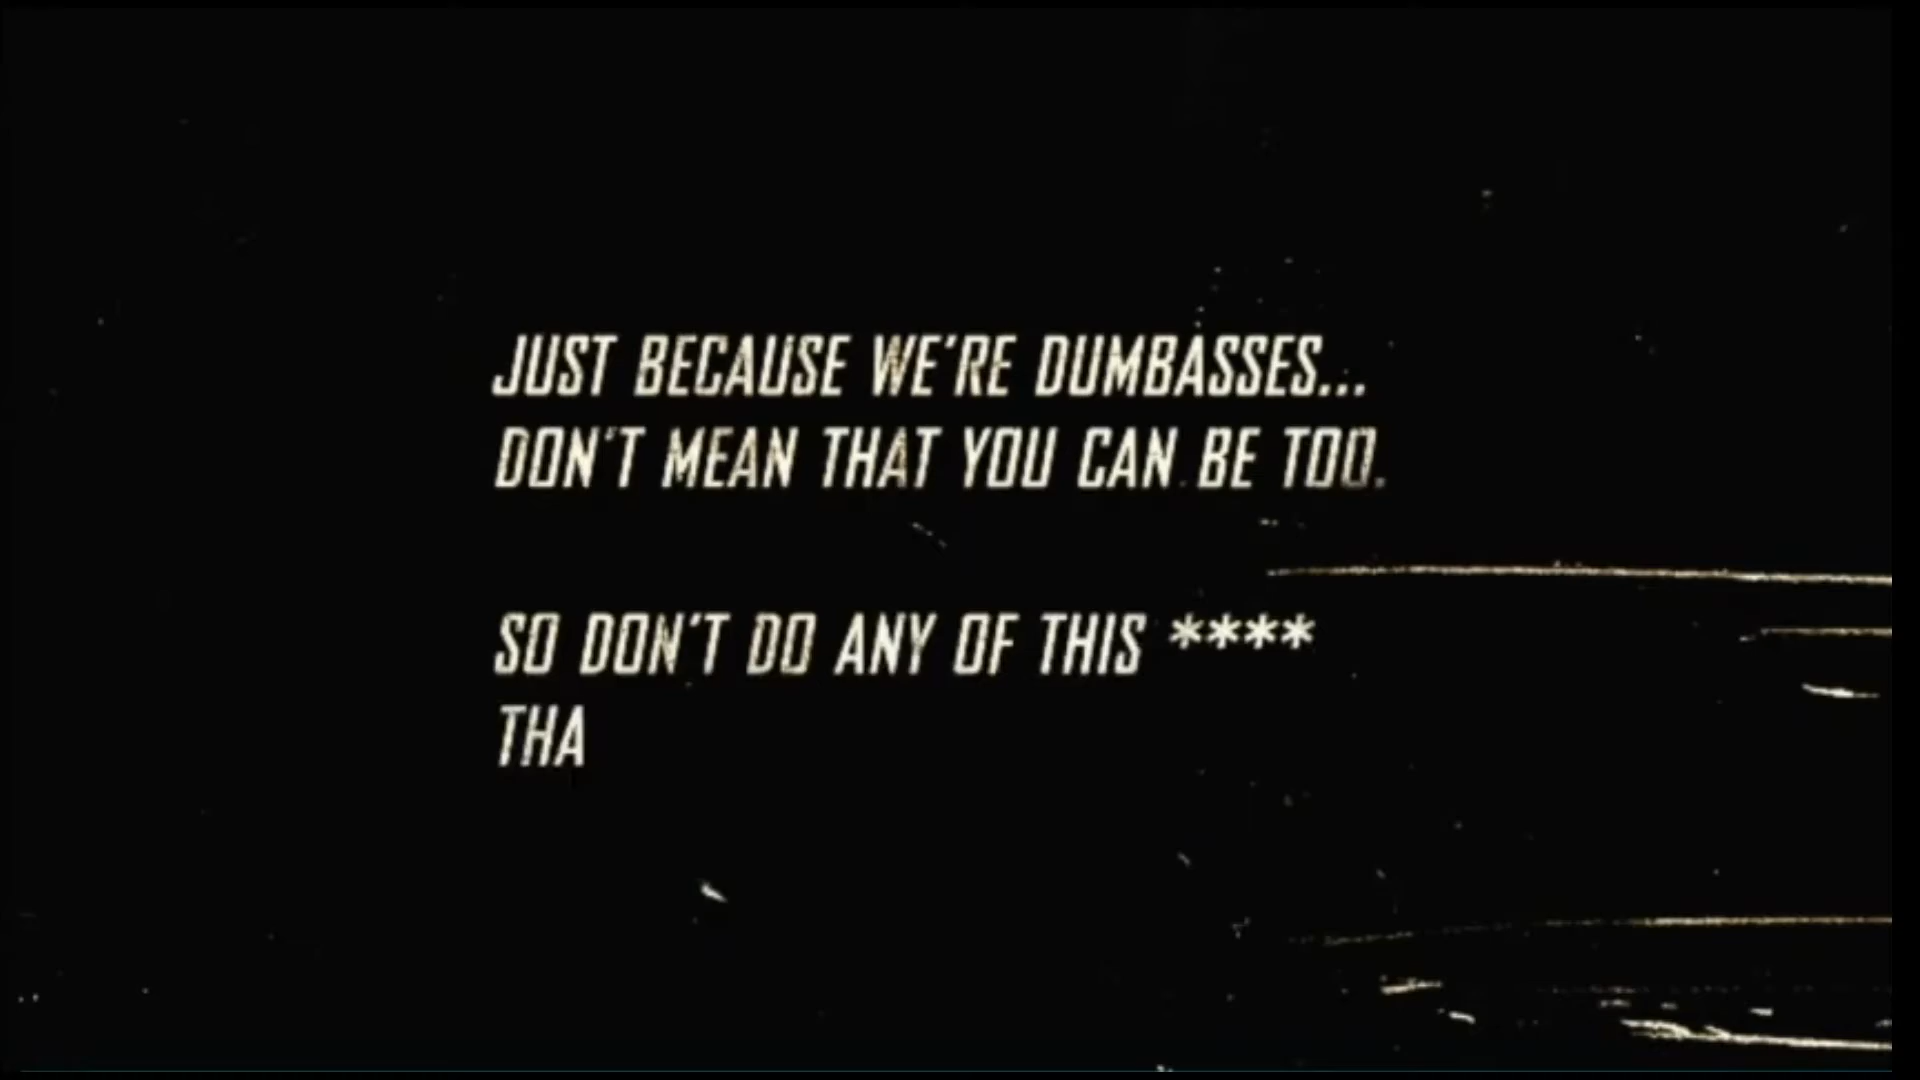 JUST BECAUSE WE'RE DUMBASSES...
DON'T MEAN THAT YOU CAN BE TOO.
SO DON'T DO ANY OF THIS ****
THA